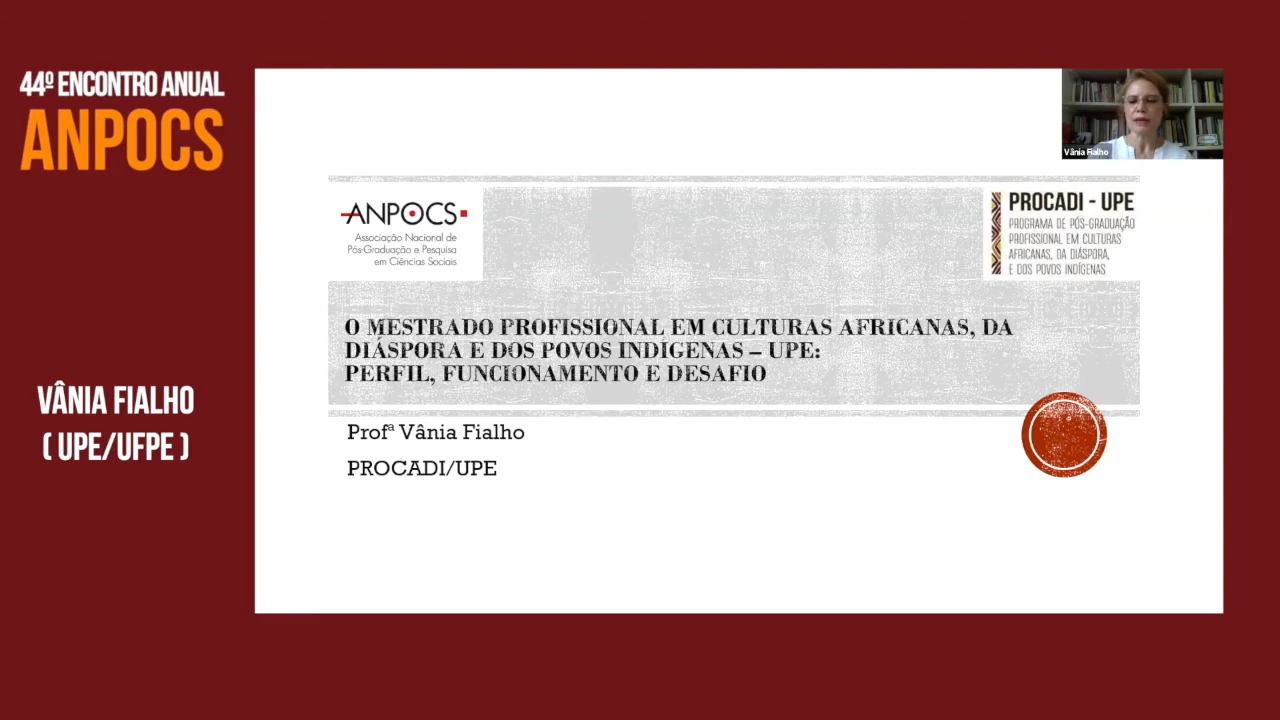 44º ENCONTRO ANUAL
ANPOCS
VÂNIA FIALHO
( UPE/UFPE )
Vânia Fialho
ANPOCS
Associação Nacional de
Pós-Graduação e Pesquisa
em Ciências Sociais
PROCADI - UPE
PROGRAMA DE PÓS-GRADUAÇÃO
PROFISSIONAL EM CULTURAS
AFRICANAS, DA DIÁSPORA,
E DOS POVOS INDÍGENAS
O MESTRADO PROFISSIONAL EM CULTURAS AFRICANAS, DA
DIÁSPORA E DOS POVOS INDÍGENAS – UPE:
PERFIL, FUNCIONAMENTO E DESAFIO
Profª Vânia Fialho
PROCADI/UPE